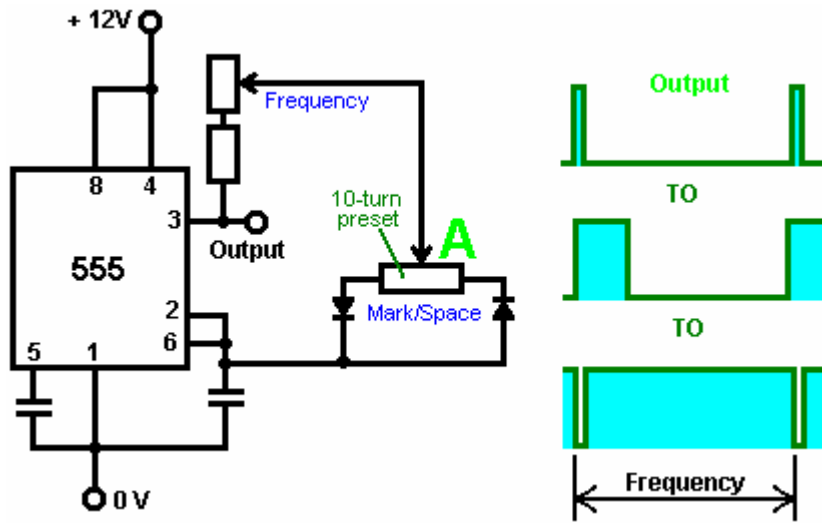 + 12V
Frequency
8
4
3
Output
555
2
6
5
1
0 V
10-turn
preset
A
Mark/Space
Output
TO
TO
Frequency